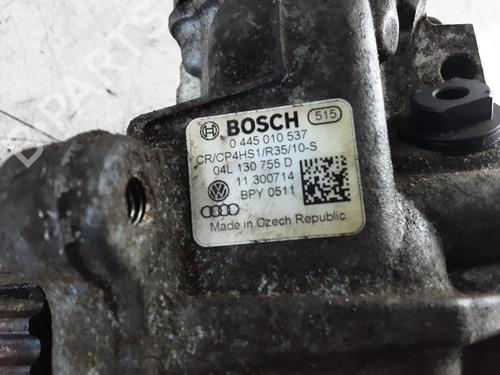 BOSCH 515
0 445 010 537
CR/CP4HS1/R35/10-S
04L 130 755 D
11 300714
BPY 0511
Made in Czech Republic